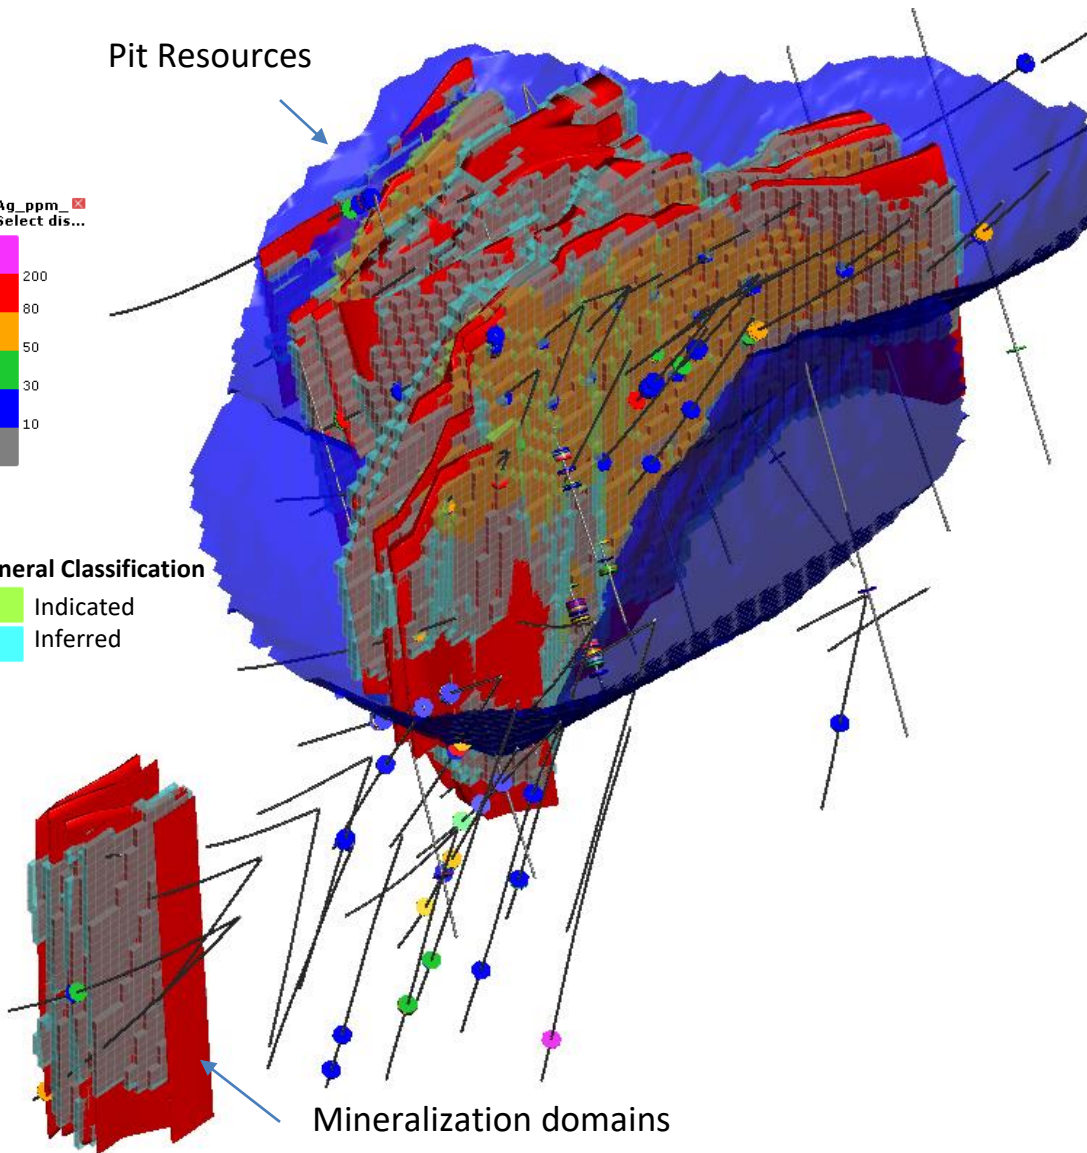 Pit Resources
Ag_ppm_
Select dis...
200
80
50
30
10
neral Classification
Indicated
Inferred
Mineralization domains